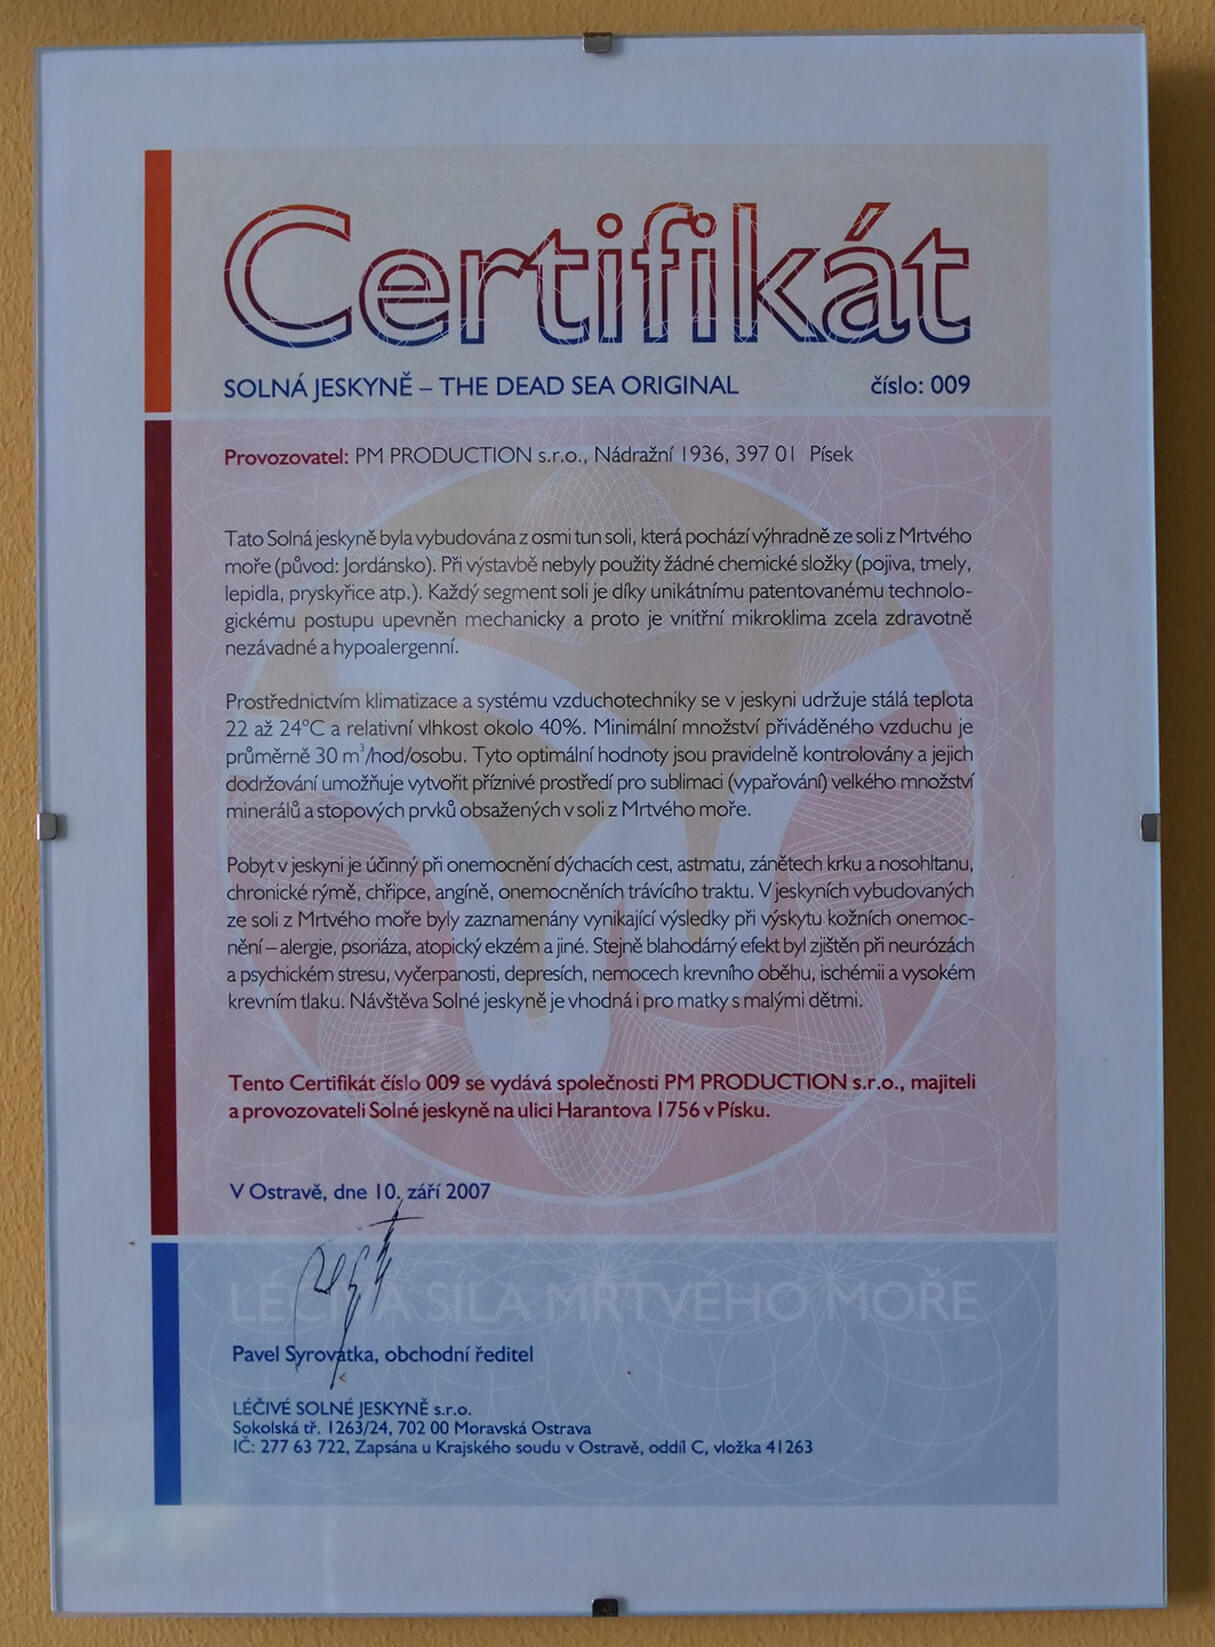 Certifikát
SOLNÁ JESKYNĚ – THE DEAD SEA ORIGINAL číslo: 009
Provozovatel: PM PRODUCTION s.r.o., Nádražní 1936, 397 01 Písek
Tato Solná jeskyně byla vybudována z osmi tun soli, která pochází výhradně ze soli z Mrtvého
moře (původ: Jordánsko). Při výstavbě nebyly použity žádné chemické složky (pojiva, tmely,
lepidla, pryskyřice atp.). Každý segment soli je díky unikátnímu patentovanému technolo-
gickému postupu upevněn mechanicky a proto je vnitřní mikroklima zcela zdravotně
nezávadné a hypoalergenní.
Prostřednictvím klimatizace a systému vzduchotechniky se v jeskyni udržuje stálá teplota
22 až 24°C a relativní vlhkost okolo 40%. Minimální množství přiváděného vzduchu je
průměrně 30 m³/hod/osobu. Tyto optimální hodnoty jsou pravidelně kontrolovány a jejich
dodržování umožňuje vytvořit příznivé prostředí pro sublimaci (vypařování) velkého množství
minerálů a stopových prvků obsažených v soli z Mrtvého moře.
Pobyt v jeskyni je účinný při onemocnění dýchacích cest, astmatu, zánětech krku a nosohltanu,
chronické rýmě, chřipce, angíně, onemocněních trávícího traktu. V jeskyních vybudovaných
ze soli z Mrtvého moře byly zaznamenány vynikající výsledky při výskytu kožních onemoc-
nění – alergie, psoriáza, atopický ekzém a jiné. Stejně blahodárný efekt byl zjištěn při neurózách
a psychickém stresu, vyčerpanosti, depresích, nemocech krevního oběhu, ischémii a vysokém
krevním tlaku. Návštěva Solné jeskyně je vhodná i pro matky s malými dětmi.
Tento Certifikát číslo 009 se vydává společnosti PM PRODUCTION s.r.o., majiteli
a provozovateli Solné jeskyně na ulici Harantova 1756 v Písku.
V Ostravě, dne 10. září 2007
SÍLA MRTVÉHO MOŘE
Pavel Syrovátka, obchodní ředitel
LÉČIVÉ SOLNÉ JESKYNĚ s.r.o.
Sokolská tř. 1263/24, 702 00 Moravská Ostrava
IČ: 277 63 722, Zapsána u Krajského soudu v Ostravě, oddíl C, vložka 41263